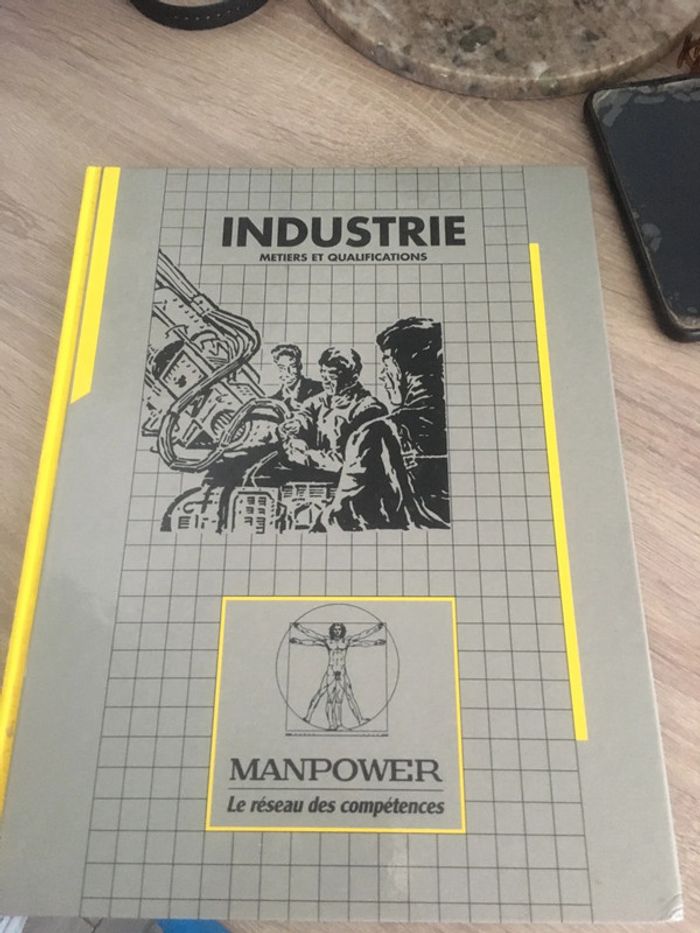 INDUSTRIE
METIERS ET QUALIFICATIONS
MANPOWER
Le réseau des compétences